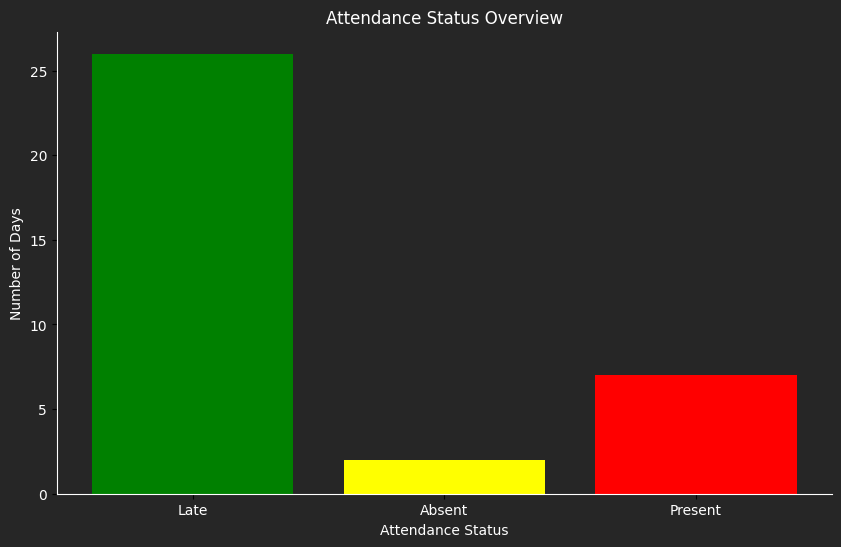 Attendance Status Overview
Number of Days
25
20
15
10
5
0
Late Absent Present
Attendance Status